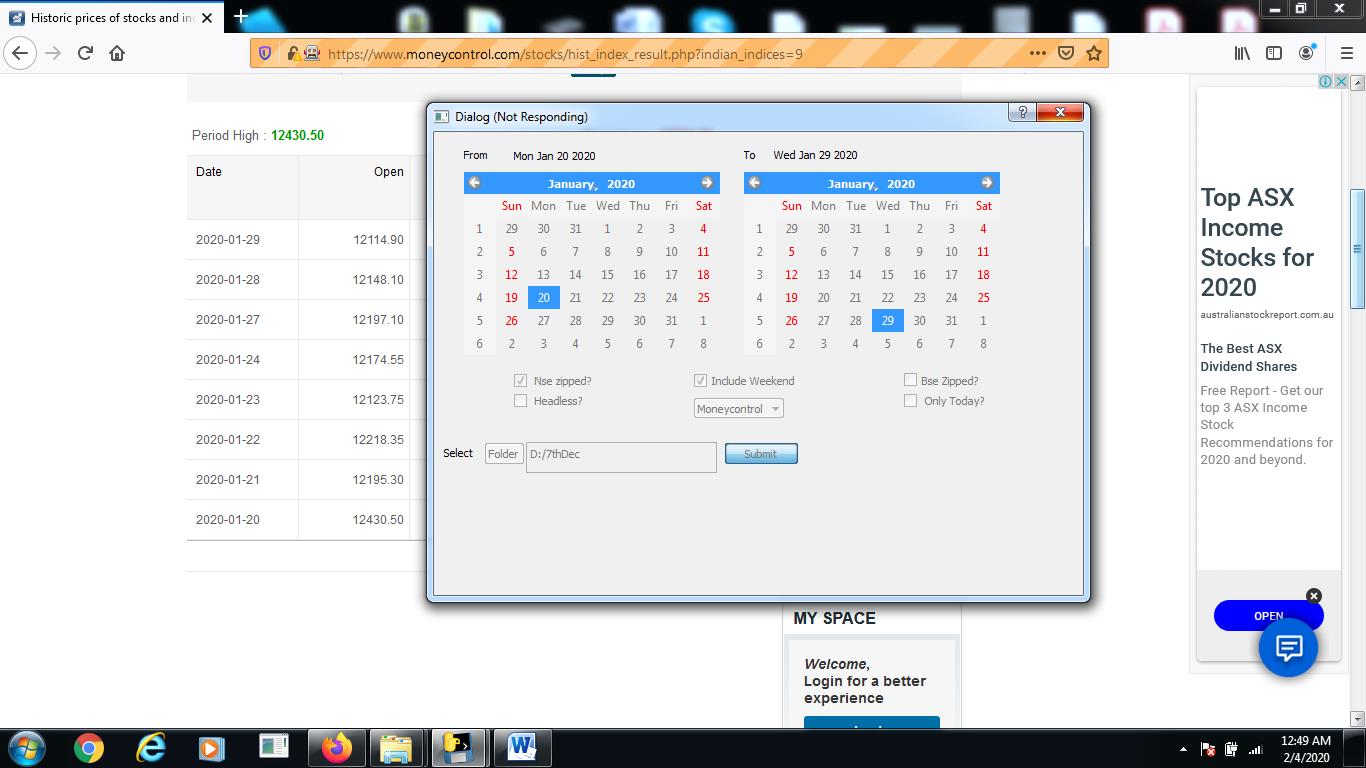 Historic prices of stocks and in
https://www.moneycontrol.com/stocks/hist_index_result.php?indian_indices=9
Period High : 12430.50
Date Open
2020-01-29 12114.90
2020-01-28 12148.10
2020-01-27 12197.10
2020-01-24 12174.55
2020-01-23 12123.75
2020-01-22 12218.35
2020-01-21 12195.30
2020-01-20 12430.50
Dialog (Not Responding)
From Mon Jan 20 2020
January, 2020
Sun Mon Tue Wed Thu Fri Sat
1 29 30 31 1 2 3 4
2 5 6 7 8 9 10 11
3 12 13 14 15 16 17 18
4 19 20 21 22 23 24 25
5 26 27 28 29 30 31 1
6 2 3 4 5 6 7 8
To Wed Jan 29 2020
January, 2020
Sun Mon Tue Wed Thu Fri Sat
1 29 30 31 1 2 3 4
2 5 6 7 8 9 10 11
3 12 13 14 15 16 17 18
4 19 20 21 22 23 24 25
5 26 27 28 29 30 31 1
6 2 3 4 5 6 7 8
Nse zipped? Include Weekend Bse Zipped?
Headless? Moneycontrol Only Today?
Select Folder D:/7thDec Submit
MY SPACE
Welcome,
Login for a better
experience
Top ASX
Income
Stocks for
2020
australianstockreport.com.au
The Best ASX
Dividend Shares
Free Report - Get our
top 3 ASX Income
Stock
Recommendations for
2020 and beyond.
OPEN
12:49 AM
2/4/2020